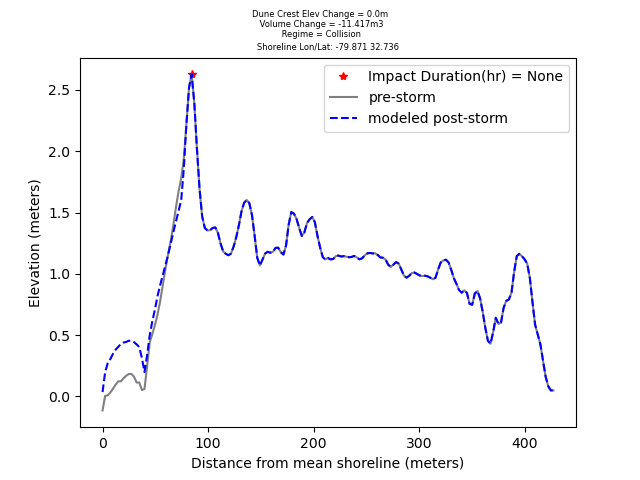 Dune Crest Elev Change = 0.0m
Volume Change = -11.417m3
Regime = Collision
Shoreline Lon/Lat: -79.871 32.736
Impact Duration(hr) = None
pre-storm
modeled post-storm
Elevation (meters)
2.5
2.0
1.5
1.0
0.5
0.0
0 100 200 300 400
Distance from mean shoreline (meters)